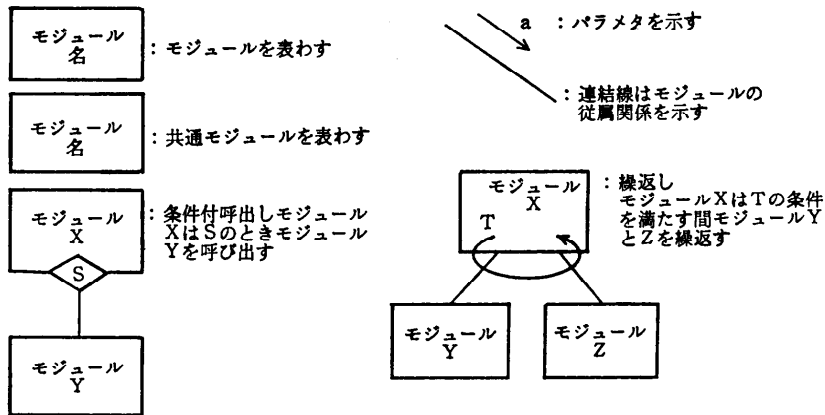 モジュール
名
：モジュールを表わす
モジュール
名
：共通モジュールを表わす
モジュール
X
S
：条件付呼出しモジュール
XはSのときモジュール
Yを呼び出す
モジュール
Y
a
：パラメタを示す
：連結線はモジュールの
従属関係を示す
モジュール
X
T
：繰返し
モジュールXはTの条件
を満たす間モジュールY
とZを繰返す
モジュール
Y
モジュール
Z